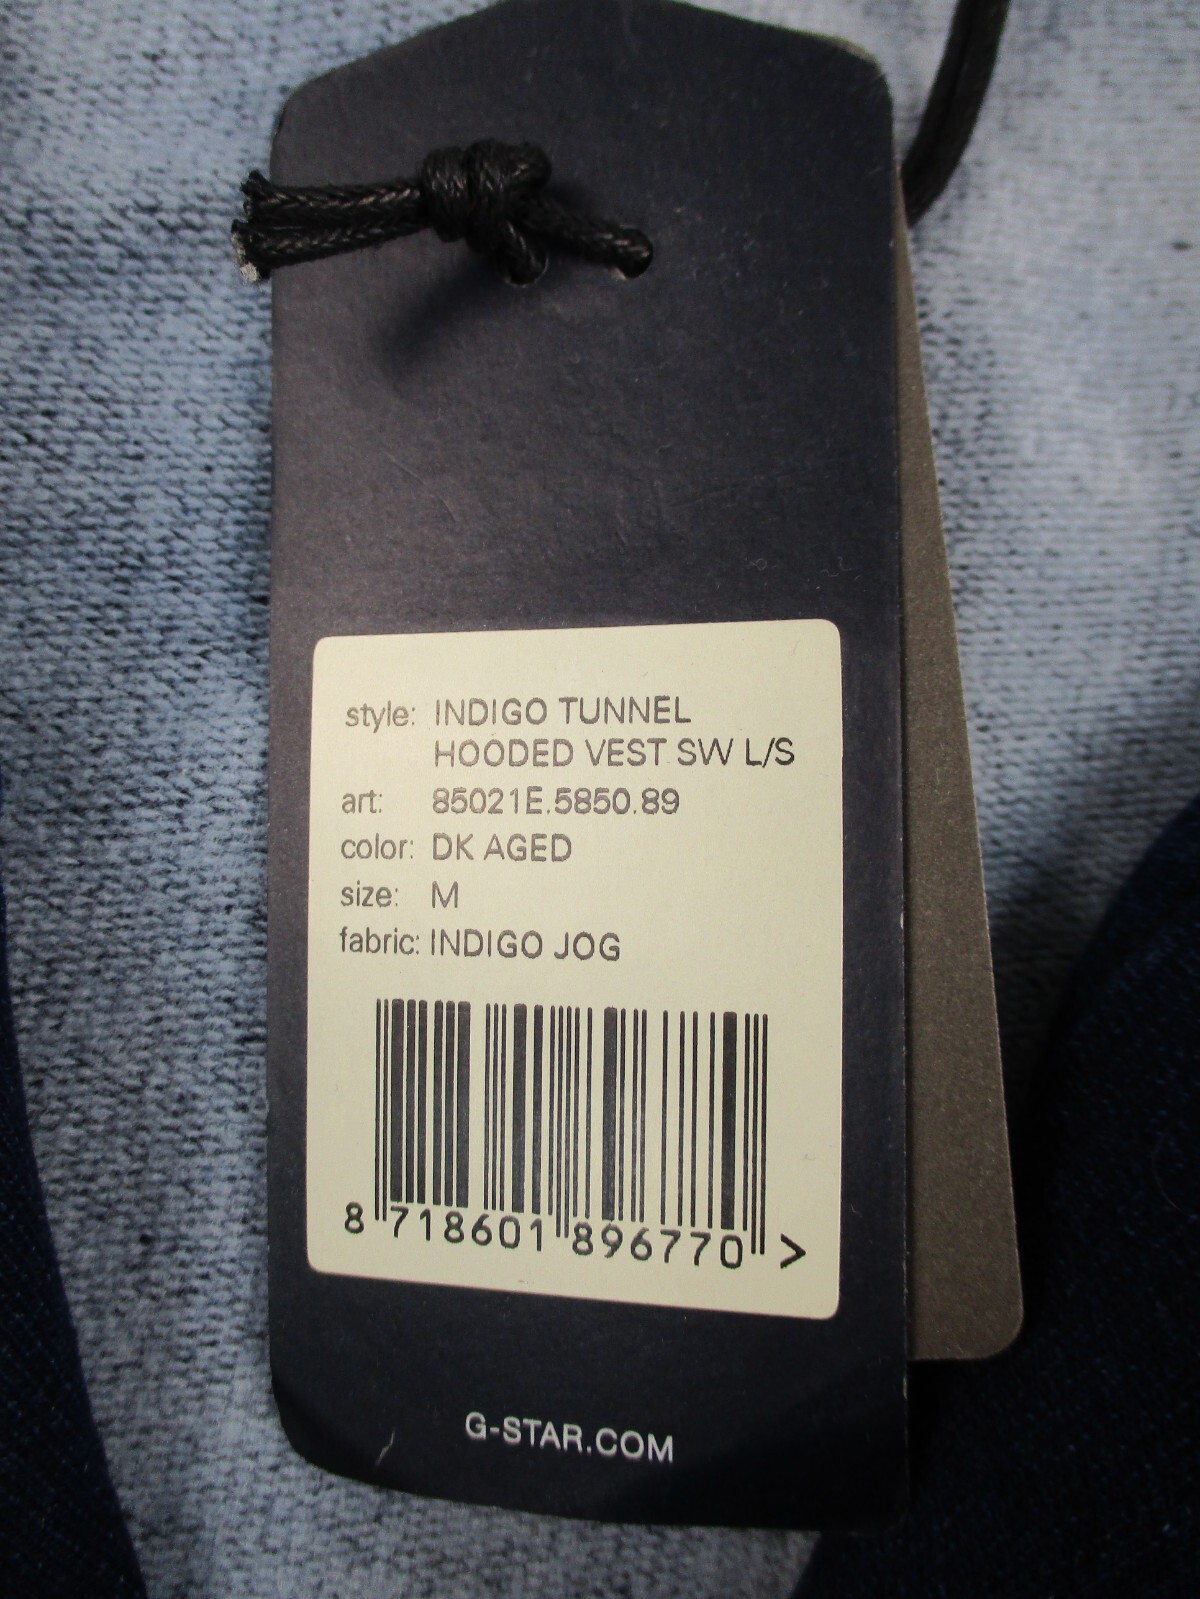 style: INDIGO TUNNEL
HOODED VEST SW L/S
art: 85021E.5850.89
color: DK AGED
size: M
fabric: INDIGO JOG
8 718601 896770 >
G-STAR.COM